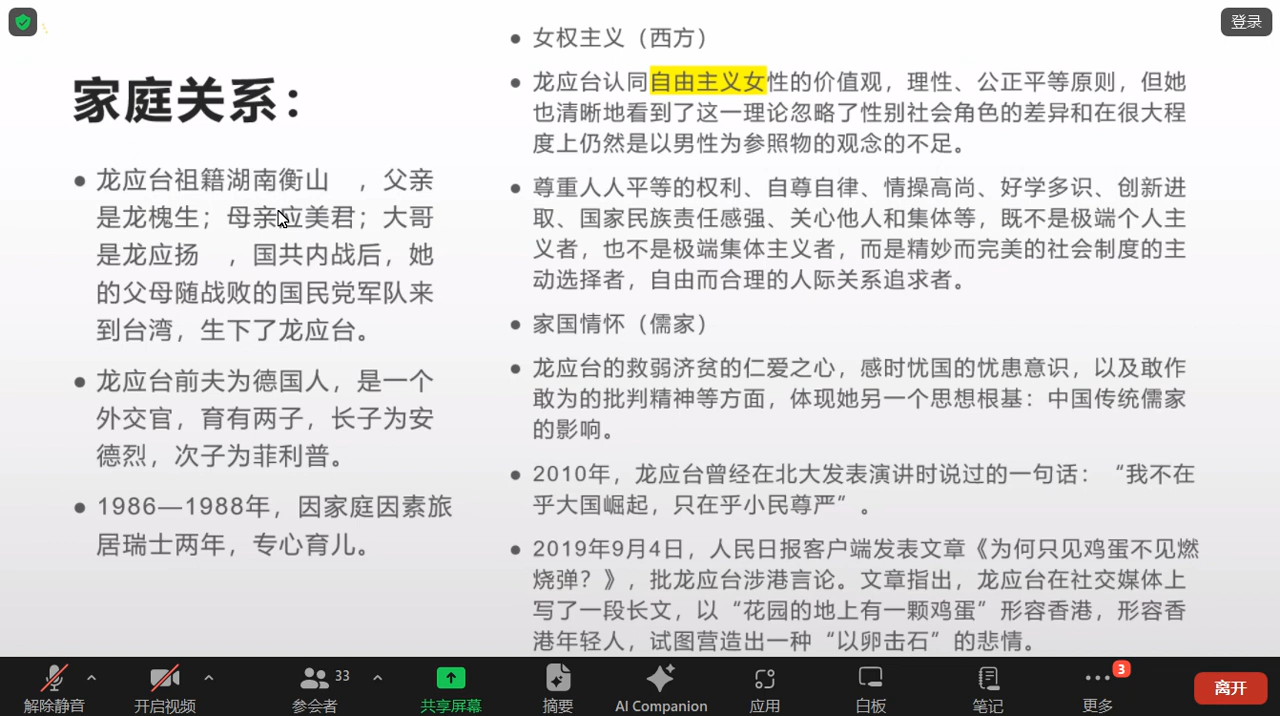 登录
家庭关系：
龙应台祖籍湖南衡山　，父亲
是龙槐生；母亲应美君；大哥
是龙应扬　，国共内战后，她
的父母随战败的国民党军队来
到台湾，生下了龙应台。
龙应台前夫为德国人，是一个
外交官，育有两子，长子为安
德烈，次子为菲利普。
1986—1988年，因家庭因素旅
居瑞士两年，专心育儿。
女权主义（西方）
龙应台认同自由主义女性的价值观，理性、公正平等原则，但她
也清晰地看到了这一理论忽略了性别社会角色的差异和在很大程
度上仍然是以男性为参照物的观念的不足。
尊重人人平等的权利、自尊自律、情操高尚、好学多识、创新进
取、国家民族责任感强、关心他人和集体等，既不是极端个人主
义者，也不是极端集体主义者，而是精妙而完美的社会制度的主
动选择者，自由而合理的人际关系追求者。
家国情怀（儒家）
龙应台的救弱济贫的仁爱之心，感时忧国的忧患意识，以及敢作
敢为的批判精神等方面，体现她另一个思想根基：中国传统儒家
的影响。
2010年，龙应台曾经在北大发表演讲时说过的一句话：“我不在
乎大国崛起，只在乎小民尊严”。
2019年9月4日，人民日报客户端发表文章《为何只见鸡蛋不见燃
烧弹？》，批龙应台涉港言论。文章指出，龙应台在社交媒体上
写了一段长文，以“花园的地上有一颗鸡蛋”形容香港，形容香
港年轻人，试图营造出一种“以卵击石”的悲情。
解除静音
开启视频
33
参会者
共享屏幕
摘要
AI Companion
应用
白板
笔记
3
更多
离开